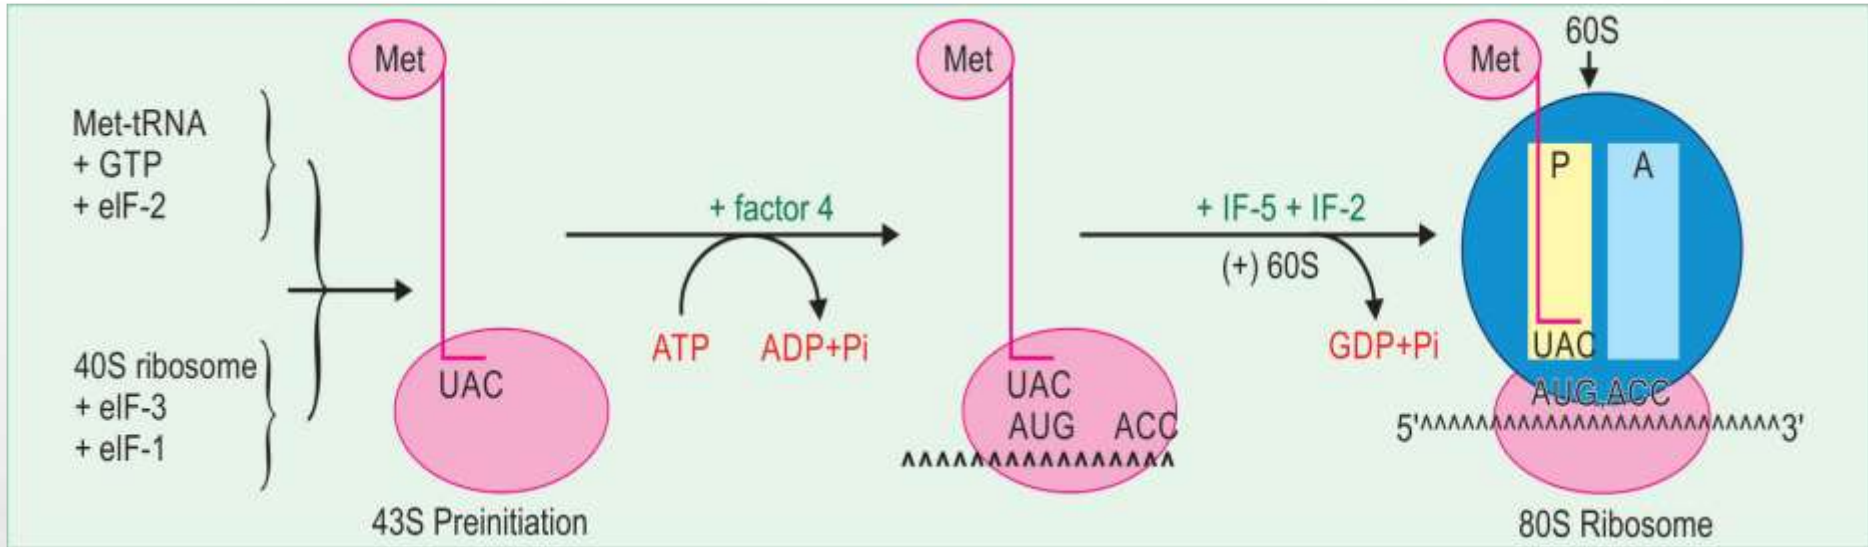 Met-tRNA
+ GTP
+ eIF-2
40S ribosome
+ eIF-3
+ eIF-1
Met
UAC
43S Preinitiation
+ factor 4
ATP
ADP+Pi
Met
UAC
AUG ACC
^^^^^^^^^^^^^^^^
+ IF-5 + IF-2
(+) 60S
GDP+Pi
60S
Met
P A
UAC
AUG ACC
5'^^^^^^^^^^^^^^^^^^^^^^^^^^^3'
80S Ribosome